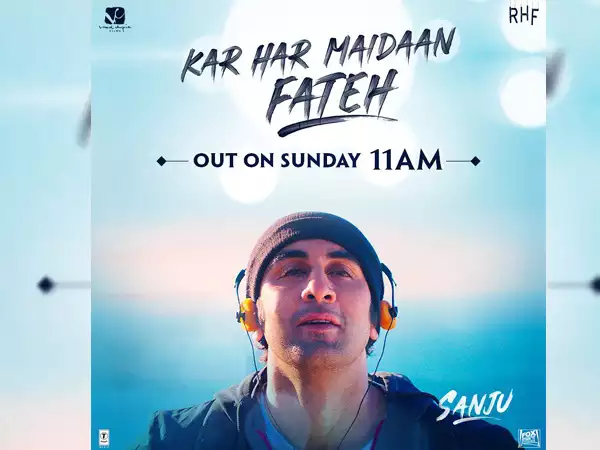 RHF
KAR HAR MAIDAAN
FATEH
OUT ON SUNDAY 11AM
SANJU